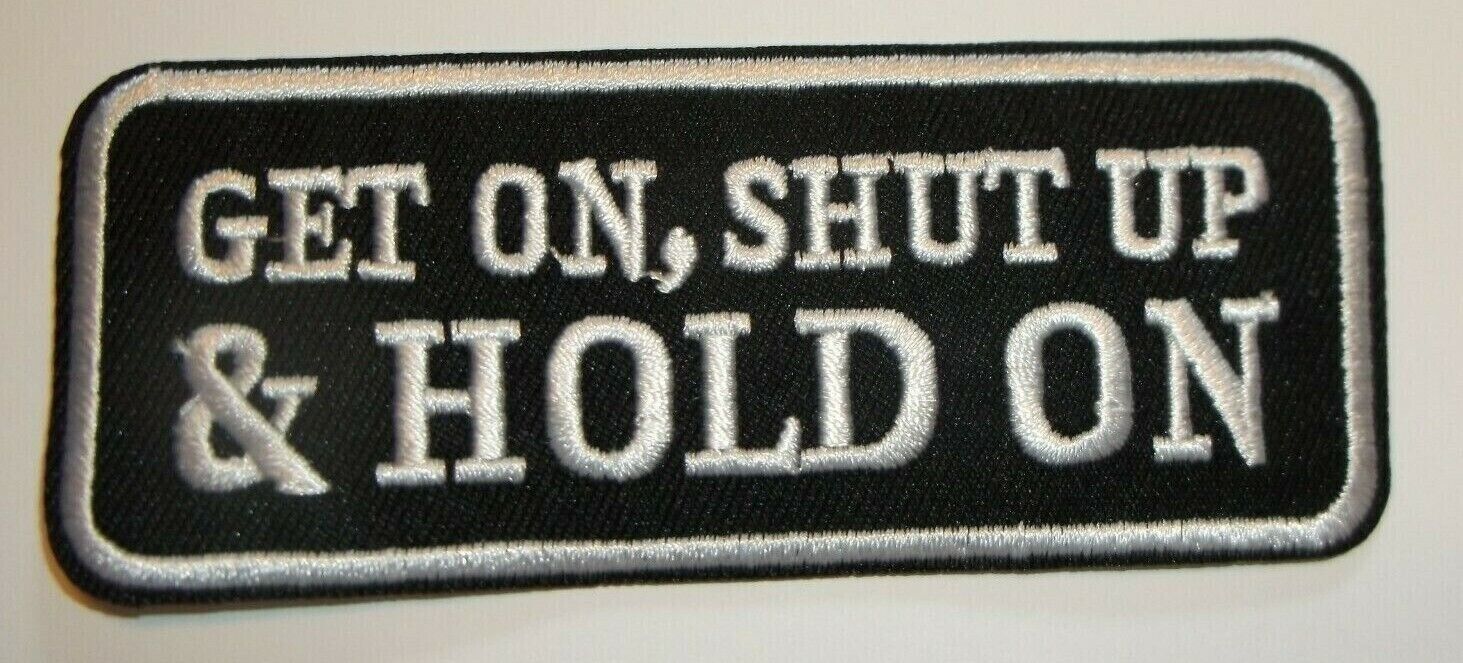 GET ON, SHUT UP
& HOLD ON